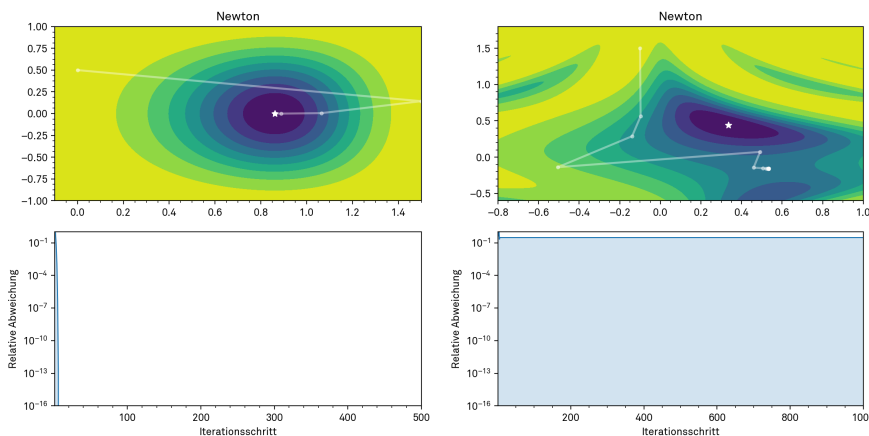 Newton
1.00
0.75
0.50
0.25
0.00
−0.25
−0.50
−0.75
−1.00
0.0 0.2 0.4 0.6 0.8 1.0 1.2 1.4
Newton
1.5
1.0
0.5
0.0
−0.5
−0.8 −0.6 −0.4 −0.2 0.0 0.2 0.4 0.6 0.8 1.0
Relative Abweichung
10⁻¹
10⁻⁴
10⁻⁷
10⁻¹⁰
10⁻¹³
10⁻¹⁶
100 200 300 400 500
Iterationsschritt
Relative Abweichung
10⁻¹
10⁻⁴
10⁻⁷
10⁻¹⁰
10⁻¹³
10⁻¹⁶
200 400 600 800 100
Iterationsschritt